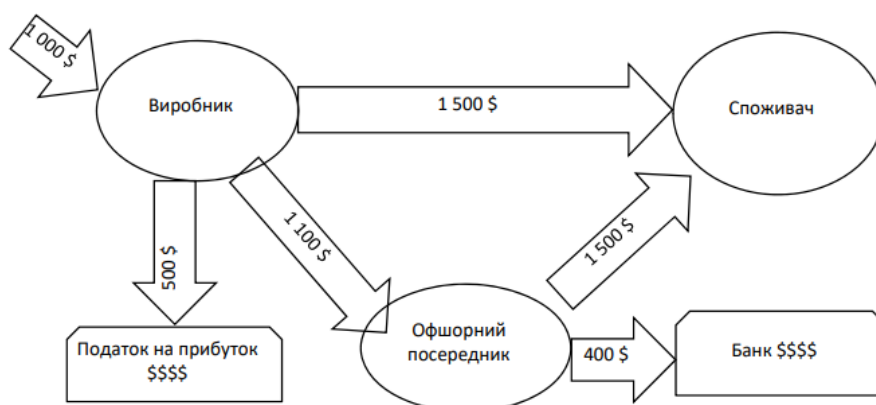 1 000 $
Виробник
1 500 $
Споживач
500 $
1 100 $
1 500 $
Податок на прибуток
$$$$
Офшорний
посередник
400 $
Банк $$$$